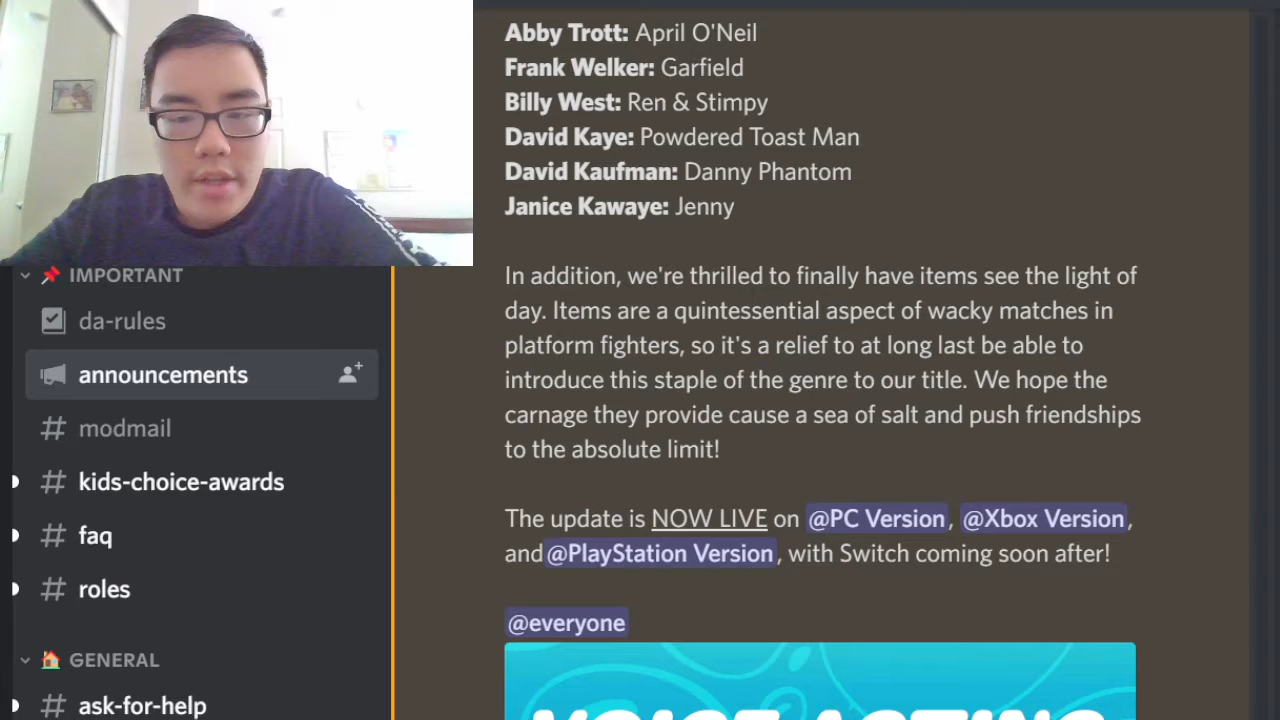 Abby Trott: April O'Neil
Frank Welker: Garfield
Billy West: Ren & Stimpy
David Kaye: Powdered Toast Man
David Kaufman: Danny Phantom
Janice Kawaye: Jenny
In addition, we're thrilled to finally have items see the light of
day. Items are a quintessential aspect of wacky matches in
platform fighters, so it's a relief to at long last be able to
introduce this staple of the genre to our title. We hope the
carnage they provide cause a sea of salt and push friendships
to the absolute limit!
The update is NOW LIVE on @PC Version, @Xbox Version,
and @PlayStation Version, with Switch coming soon after!
@everyone
VOICE ACTING
IMPORTANT
da-rules
announcements
modmail
kids-choice-awards
faq
roles
GENERAL
ask-for-help